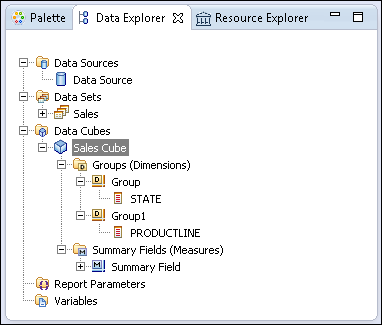 Palette Data Explorer Resource Explorer
Data Sources
Data Source
Data Sets
Sales
Data Cubes
Sales Cube
Groups (Dimensions)
Group
STATE
Group1
PRODUCTLINE
Summary Fields (Measures)
Summary Field
Report Parameters
Variables